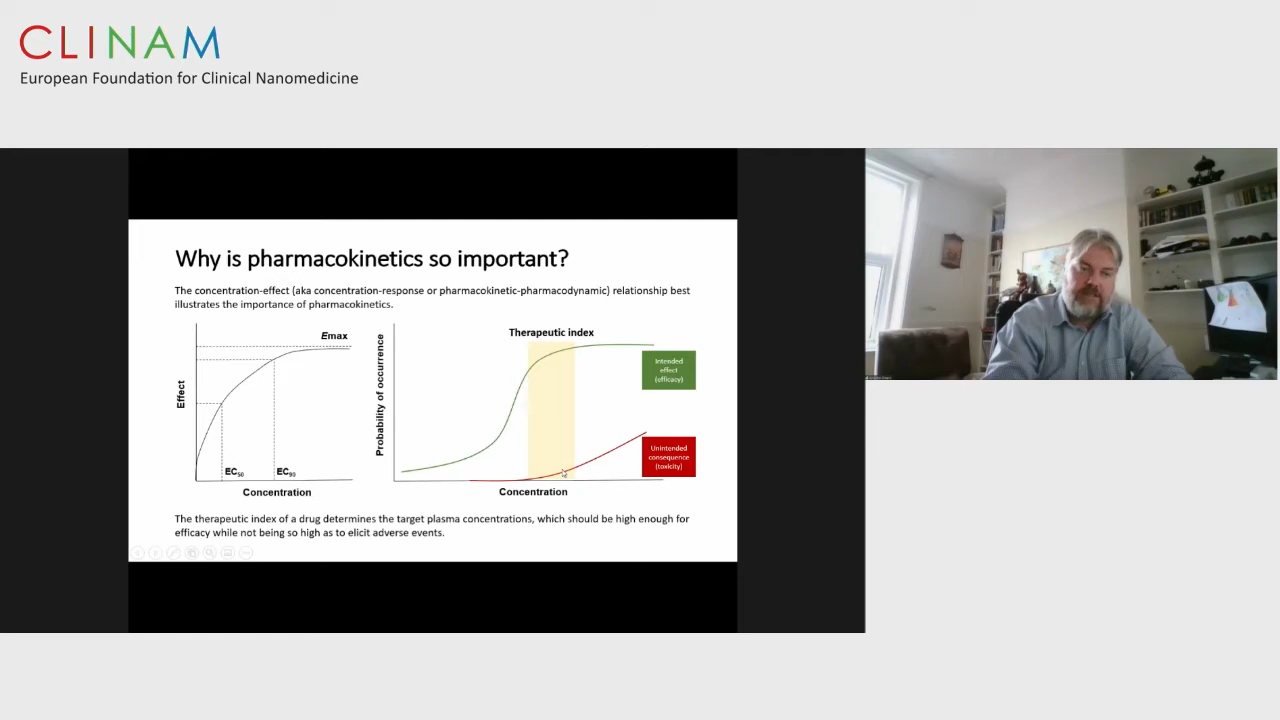 CLINAM
European Foundation for Clinical Nanomedicine
Why is pharmacokinetics so important?
The concentration-effect (aka concentration-response or pharmacokinetic-pharmacodynamic) relationship best
illustrates the importance of pharmacokinetics.
Emax
Effect
EC50
EC90
Concentration
Therapeutic index
Probability of occurrence
Intended
effect
(efficacy)
Unintended
consequence
(toxicity)
Concentration
The therapeutic index of a drug determines the target plasma concentrations, which should be high enough for
efficacy while not being so high as to elicit adverse events.